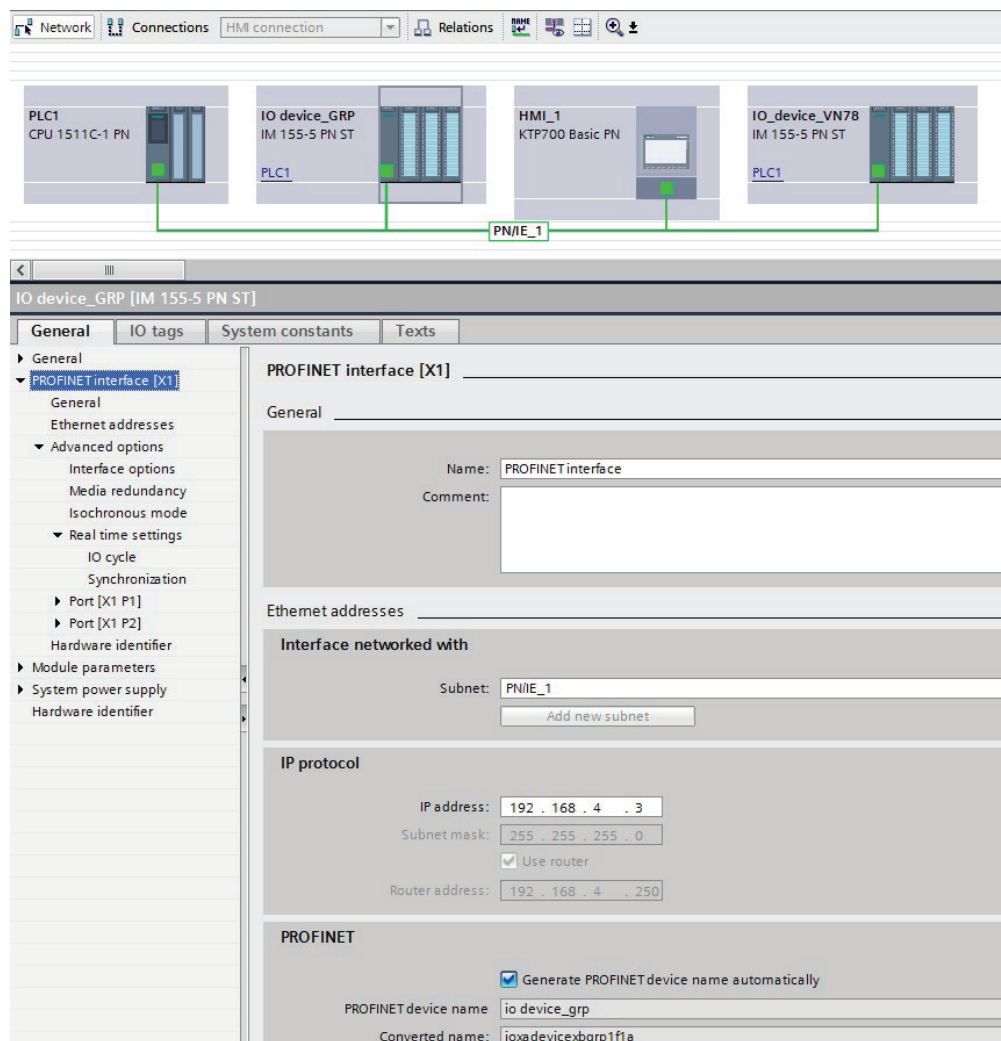 Network Connections HMI connection Relations NAME
PLC1
CPU 1511C-1 PN
IO device_GRP
IM 155-5 PN ST
PLC1
HMI_1
KTP700 Basic PN
IO_device_VN78
IM 155-5 PN ST
PLC1
PN/IE_1
IO device_GRP [IM 155-5 PN ST]
General IO tags System constants Texts
General
PROFINET interface [X1]
General
Ethernet addresses
Advanced options
Interface options
Media redundancy
Isochronous mode
Real time settings
IO cycle
Synchronization
Port [X1 P1]
Port [X1 P2]
Hardware identifier
Module parameters
System power supply
Hardware identifier
PROFINET interface [X1]
General
Name: PROFINET interface
Comment:
Ethernet addresses
Interface networked with
Subnet: PN/IE_1
Add new subnet
IP protocol
IP address: 192 . 168 . 4 . 3
Subnet mask: 255 . 255 . 255 . 0
Use router
Router address: 192 . 168 . 4 . 250
PROFINET
Generate PROFINET device name automatically
PROFINET device name io device_grp
Converted name: ioxadevicexbgrp1f1a